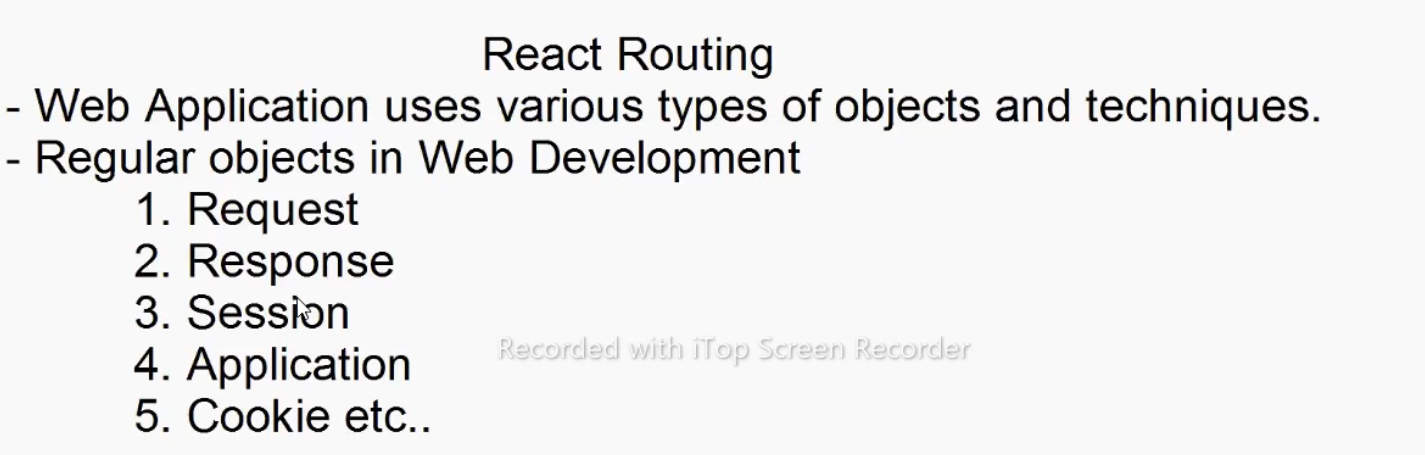 React Routing
- Web Application uses various types of objects and techniques.
- Regular objects in Web Development
1. Request
2. Response
3. Session
4. Application
Recorded with iTop Screen Recorder
5. Cookie etc..